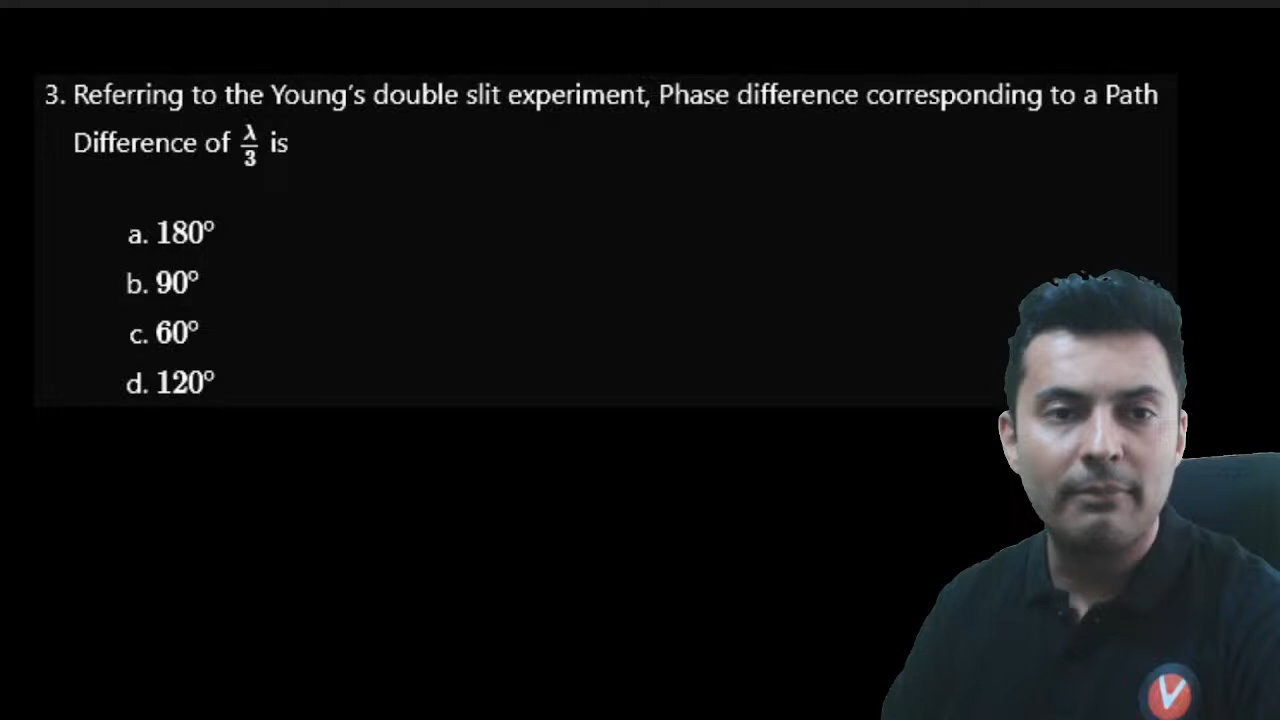 3. Referring to the Young's double slit experiment, Phase difference corresponding to a Path
Difference of λ/3 is
a. 180°
b. 90°
c. 60°
d. 120°
V